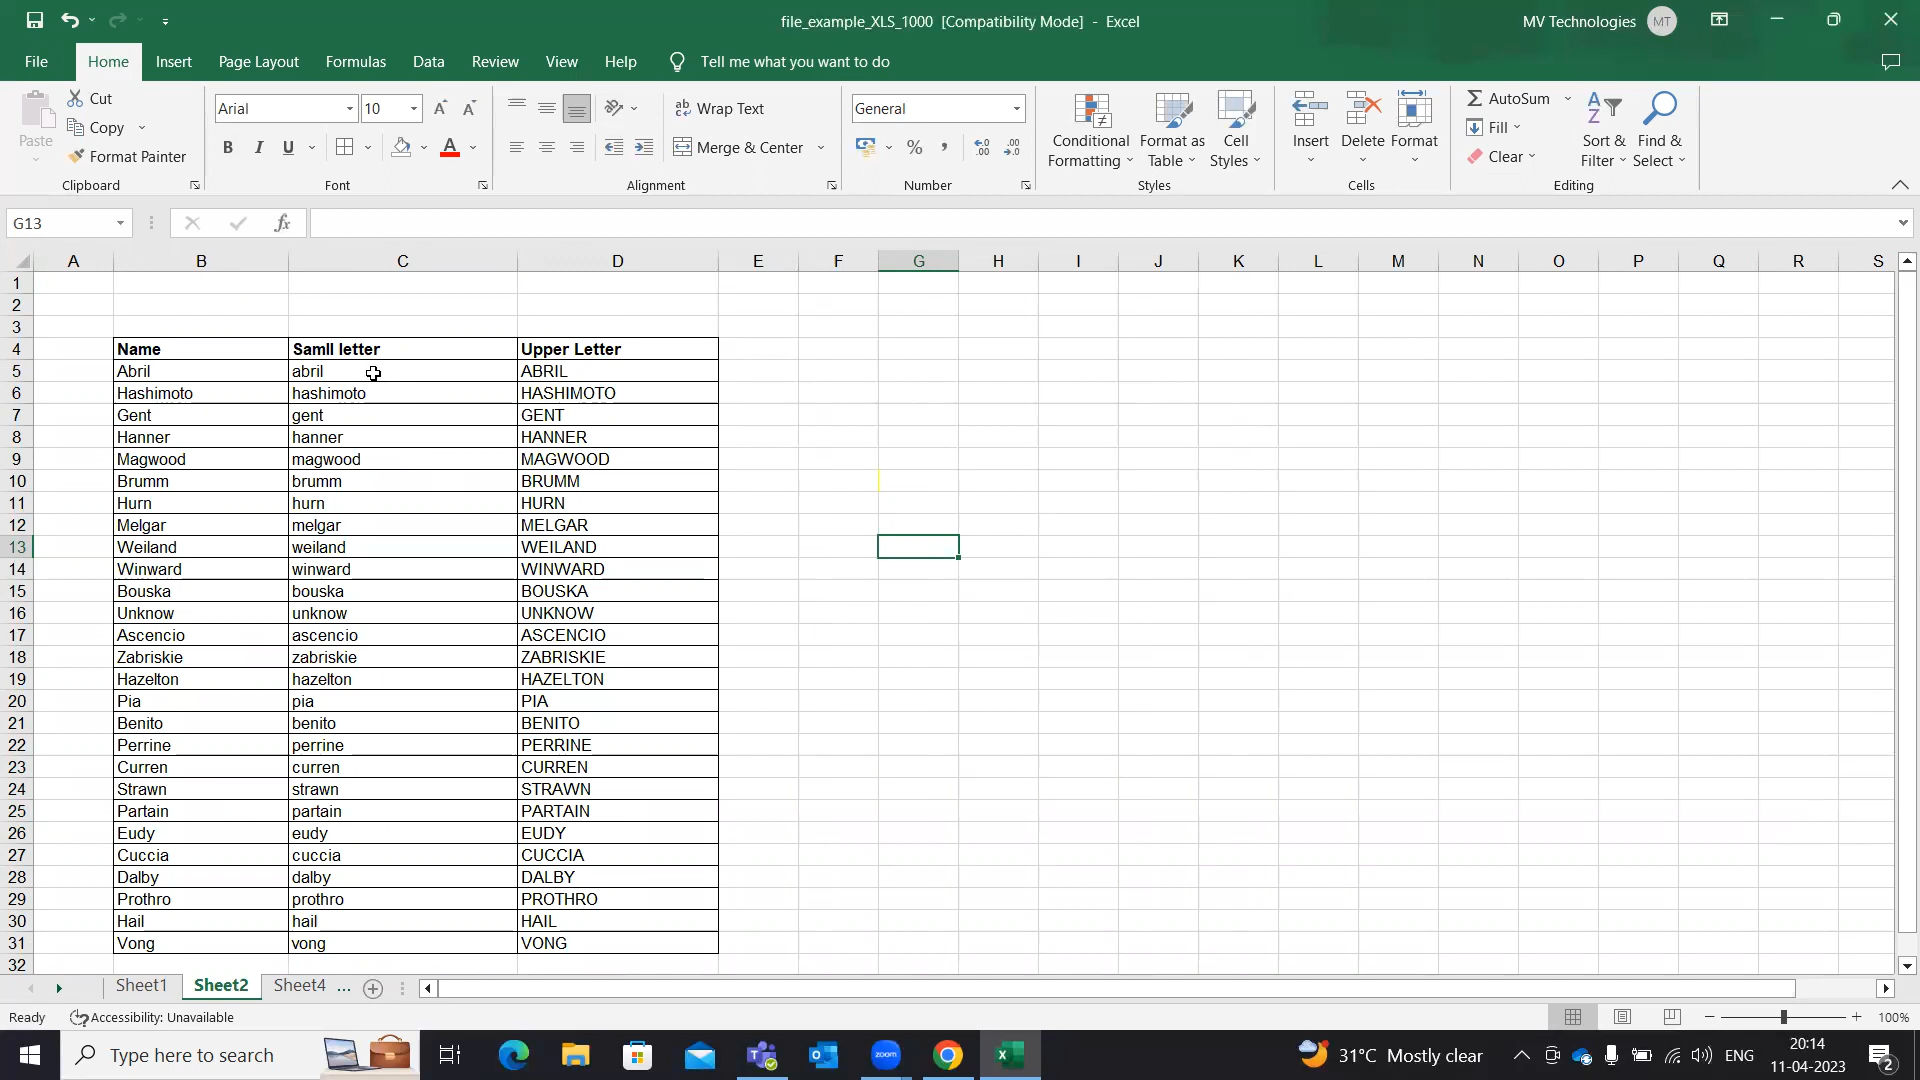 file_example_XLS_1000 [Compatibility Mode] - Excel
MV Technologies MT
File Home Insert Page Layout Formulas Data Review View Help Tell me what you want to do
Paste
Cut
Copy
Format Painter
Clipboard
Arial 10
B I U
Font
Wrap Text
Merge & Center
Alignment
General
Number
Conditional Formatting
Format as Table
Cell Styles
Styles
Insert Delete Format
Cells
AutoSum
Fill
Clear
Sort & Filter
Find & Select
Editing
G13 fx
A B C D E F G H I J K L M N O P Q R S
1
2
3
4 Name Samll letter Upper Letter
5 Abril abril ABRIL
6 Hashimoto hashimoto HASHIMOTO
7 Gent gent GENT
8 Hanner hanner HANNER
9 Magwood magwood MAGWOOD
10 Brumm brumm BRUMM
11 Hurn hurn HURN
12 Melgar melgar MELGAR
13 Weiland weiland WEILAND
14 Winward winward WINWARD
15 Bouska bouska BOUSKA
16 Unknow unknow UNKNOW
17 Ascencio ascencio ASCENCIO
18 Zabriskie zabriskie ZABRISKIE
19 Hazelton hazelton HAZELTON
20 Pia pia PIA
21 Benito benito BENITO
22 Perrine perrine PERRINE
23 Curren curren CURREN
24 Strawn strawn STRAWN
25 Partain partain PARTAIN
26 Eudy eudy EUDY
27 Cuccia cuccia CUCCIA
28 Dalby dalby DALBY
29 Prothro prothro PROTHRO
30 Hail hail HAIL
31 Vong vong VONG
32
Sheet1 Sheet2 Sheet4 ...
Ready Accessibility: Unavailable 100%
Type here to search
zoom
31°C Mostly clear
ENG
20:14
11-04-2023
2